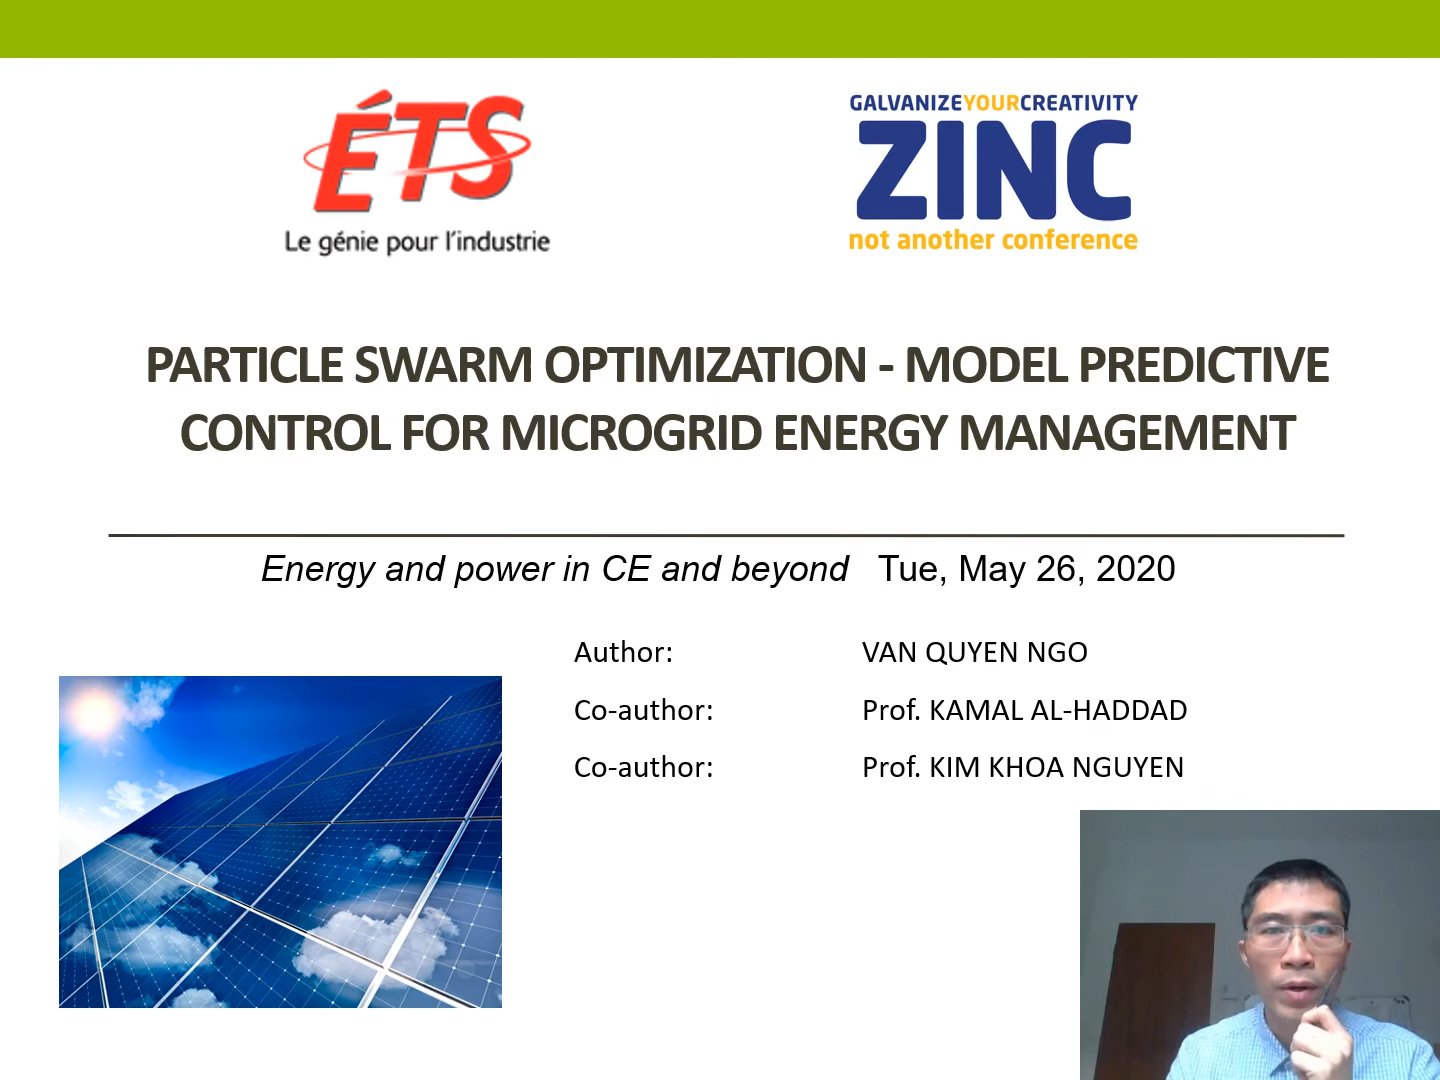 ÉTS
Le génie pour l'industrie
GALVANIZEYOURCREATIVITY
ZINC
not another conference
PARTICLE SWARM OPTIMIZATION - MODEL PREDICTIVE
CONTROL FOR MICROGRID ENERGY MANAGEMENT
Energy and power in CE and beyond Tue, May 26, 2020
Author: VAN QUYEN NGO
Co-author: Prof. KAMAL AL-HADDAD
Co-author: Prof. KIM KHOA NGUYEN